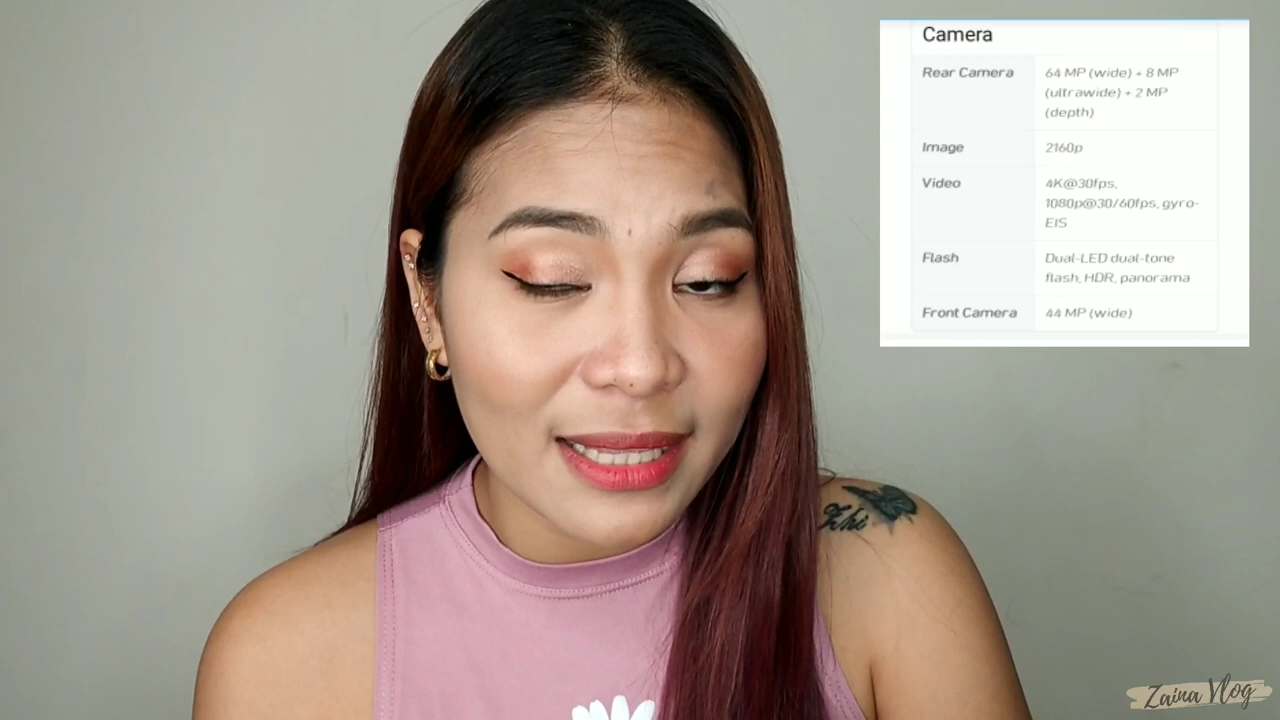 Camera
Rear Camera
64 MP (wide) + 8 MP
(ultrawide) + 2 MP
(depth)
Image
2160p
Video
4K@30fps,
1080p@30/60fps, gyro-
EIS
Flash
Dual-LED dual-tone
flash, HDR, panorama
Front Camera
44 MP (wide)
Zaina Vlog